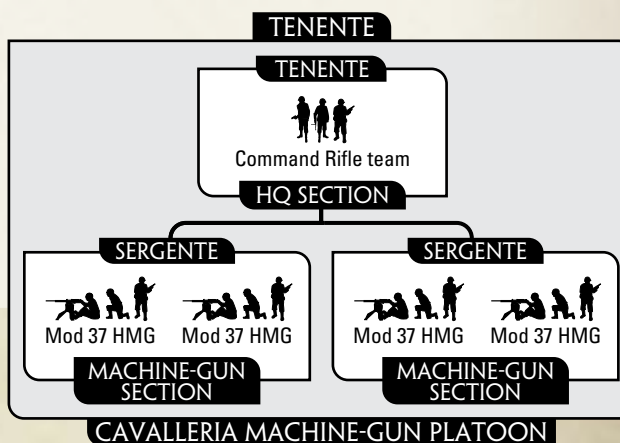 TENENTE
TENENTE
Command Rifle team
HQ SECTION
SERGENTE
SERGENTE
Mod 37 HMG
Mod 37 HMG
Mod 37 HMG
Mod 37 HMG
MACHINE-GUN
SECTION
MACHINE-GUN
SECTION
CAVALLERIA MACHINE-GUN PLATOON